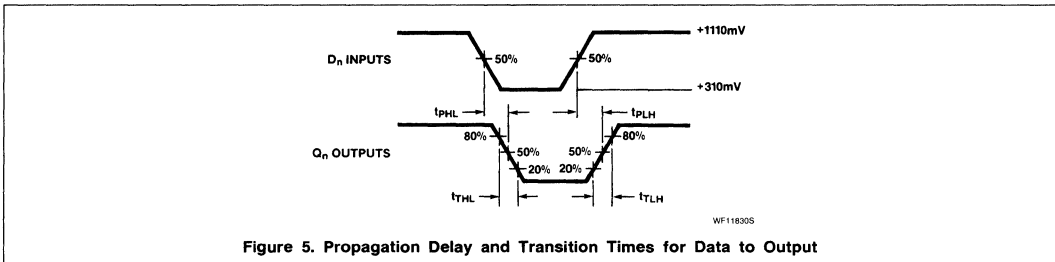 +1110mV
Dn INPUTS
50%
50%
+310mV
tPHL
tPLH
80%
80%
Qn OUTPUTS
50%
50%
20%
20%
tTHL
tTLH
WF11830S
Figure 5. Propagation Delay and Transition Times for Data to Output